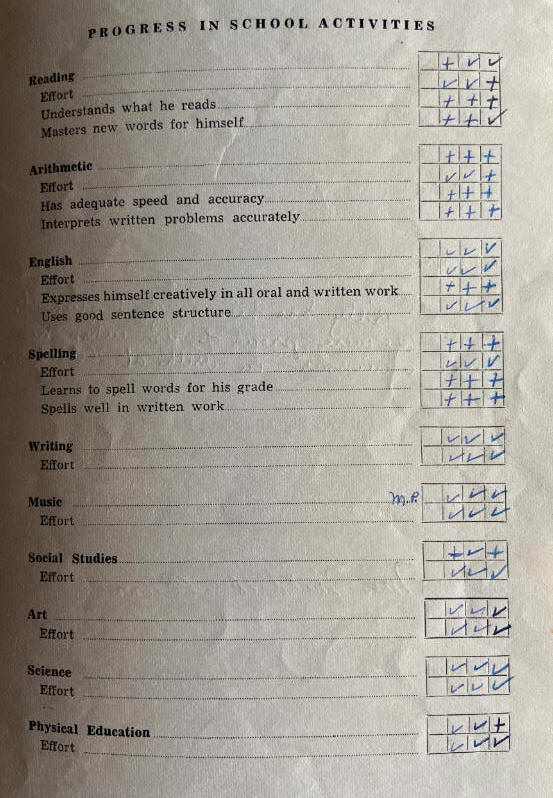 PROGRESS IN SCHOOL ACTIVITIES
Reading + ✓ ✓
Effort ✓ ✓ +
Understands what he reads + + +
Masters new words for himself + + ✓
Arithmetic + + +
Effort ✓ ✓ +
Has adequate speed and accuracy + + +
Interprets written problems accurately + + +
English ✓ ✓ ✓
Effort ✓ ✓ ✓
Expresses himself creatively in all oral and written work + + +
Uses good sentence structure ✓ ✓ ✓
Spelling + + +
Effort ✓ ✓ ✓
Learns to spell words for his grade + + +
Spells well in written work + + +
Writing ✓ ✓ ✓
Effort ✓ ✓ ✓
Music M.P. ✓ ✓ ✓
Effort ✓ ✓ ✓
Social Studies + ✓ +
Effort ✓ ✓ ✓
Art ✓ ✓ ✓
Effort ✓ ✓ ✓
Science ✓ ✓ ✓
Effort ✓ ✓ ✓
Physical Education ✓ ✓ +
Effort ✓ ✓ ✓